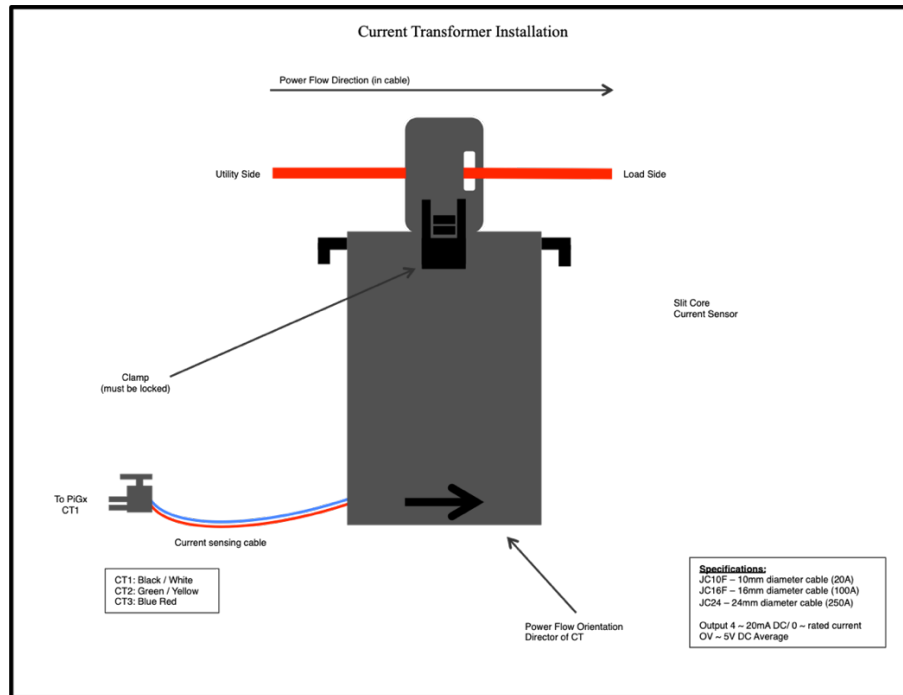 Current Transformer Installation
Power Flow Direction (in cable)
Utility Side
Load Side
Slit Core
Current Sensor
Clamp
(must be locked)
To PiGx
CT1
Current sensing cable
CT1: Black / White
CT2: Green / Yellow
CT3: Blue Red
Power Flow Orientation
Director of CT
Specifications:
JC10F – 10mm diameter cable (20A)
JC16F – 16mm diameter cable (100A)
JC24 – 24mm diameter cable (250A)
Output 4 ~ 20mA DC/ 0 ~ rated current
OV ~ 5V DC Average